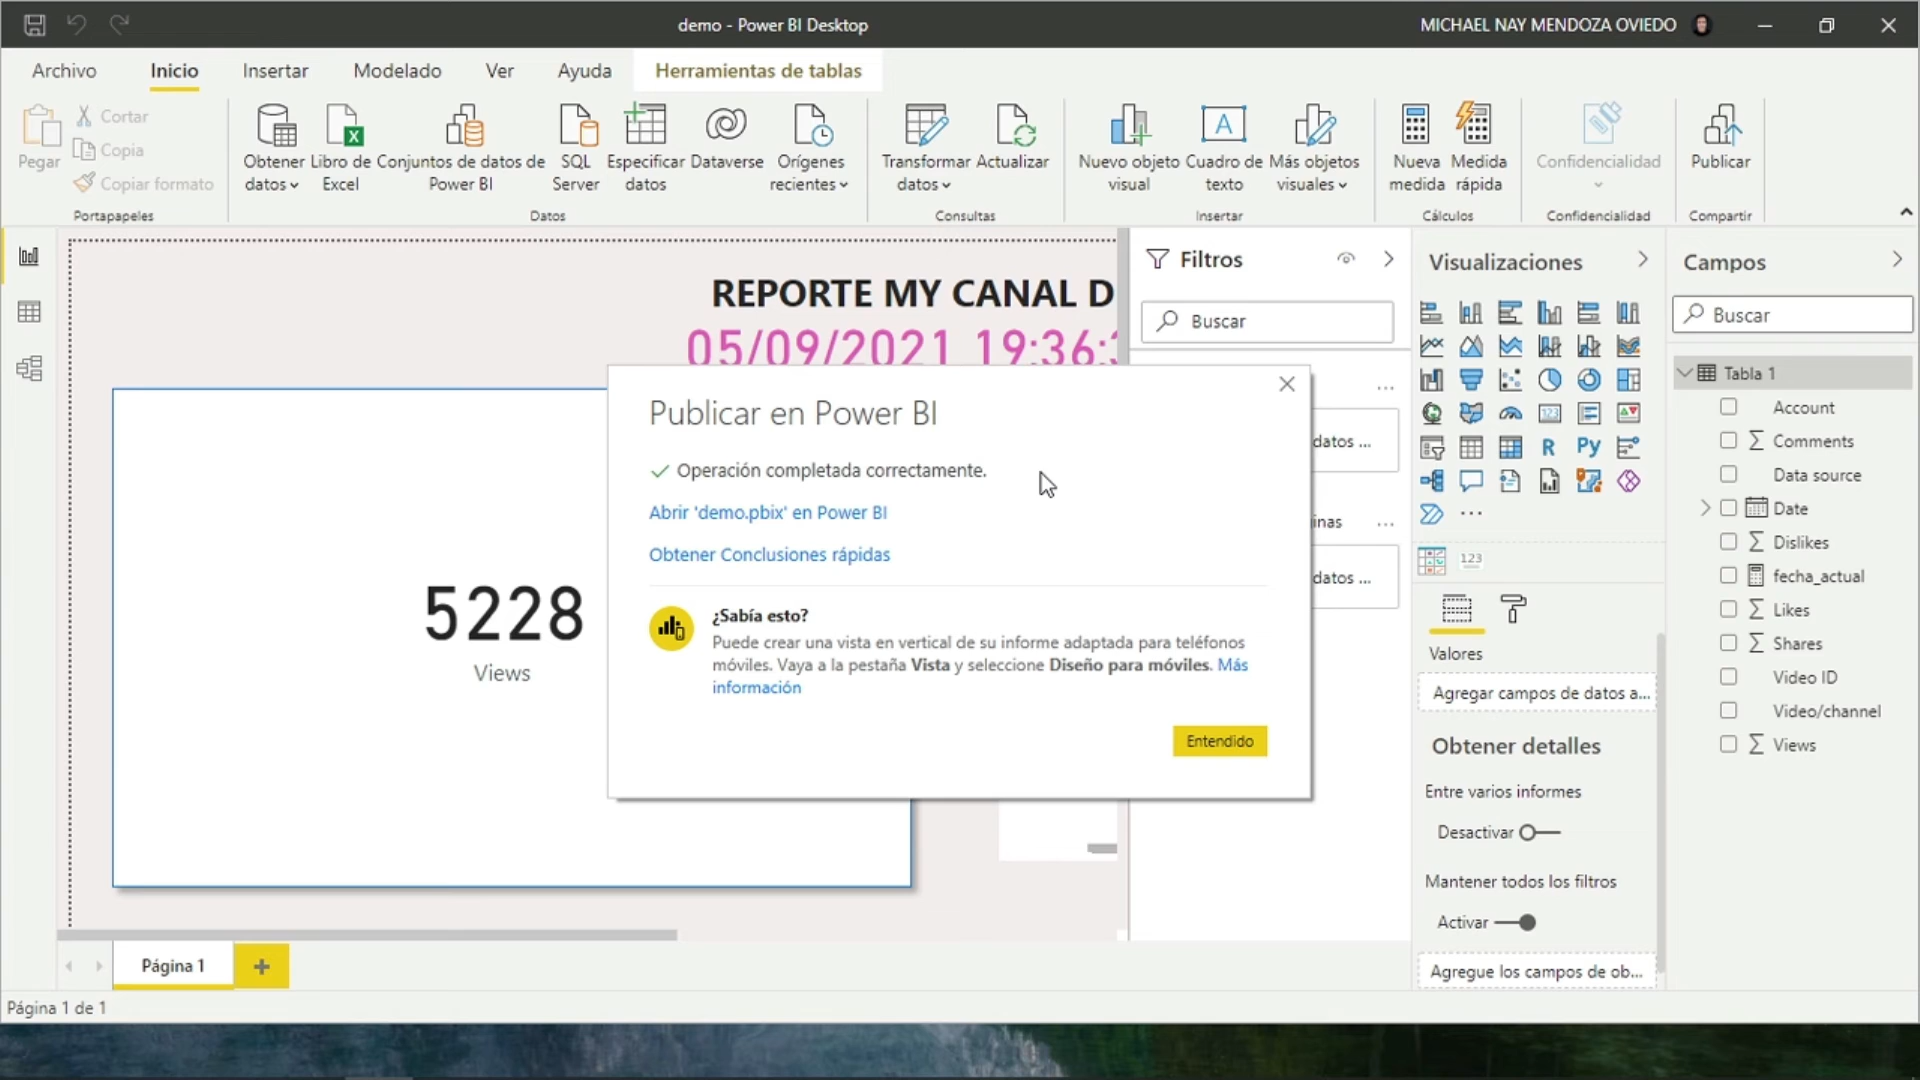 demo - Power BI Desktop
MICHAEL NAY MENDOZA OVIEDO
Archivo
Inicio
Insertar
Modelado
Ver
Ayuda
Herramientas de tablas
Pegar
Cortar
Copia
Copiar formato
Portapapeles
Obtener
datos
Libro de
Excel
Conjuntos de datos de
Power BI
SQL
Server
Especificar
datos
Dataverse
Orígenes
recientes
Datos
Transformar
datos
Actualizar
Consultas
Nuevo objeto
visual
Cuadro de
texto
Más objetos
visuales
Insertar
Nueva
medida
Medida
rápida
Cálculos
Confidencialidad
Confidencialidad
Publicar
Compartir
REPORTE MY CANAL D
05/09/2021 19:36:
5228
Views
Publicar en Power BI
Operación completada correctamente.
Abrir 'demo.pbix' en Power BI
Obtener Conclusiones rápidas
¿Sabía esto?
Puede crear una vista en vertical de su informe adaptada para teléfonos
móviles. Vaya a la pestaña Vista y seleccione Diseño para móviles. Más
información
Entendido
Filtros
Buscar
datos ...
inas
datos ...
Visualizaciones
R
Py
123
Valores
Agregar campos de datos a...
Obtener detalles
Entre varios informes
Desactivar
Mantener todos los filtros
Activar
Agregue los campos de ob...
Campos
Buscar
Tabla 1
Account
Comments
Data source
Date
Dislikes
fecha_actual
Likes
Shares
Video ID
Video/channel
Views
Página 1
Página 1 de 1